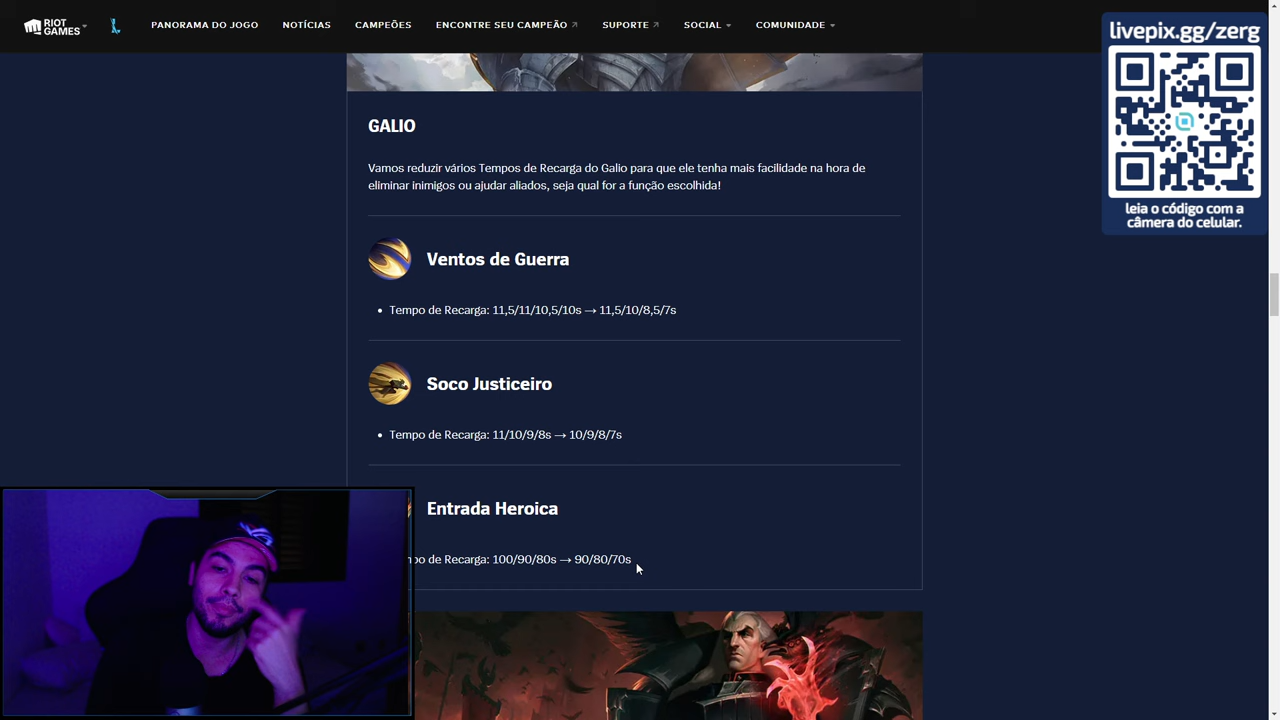 RIOT GAMES
PANORAMA DO JOGO
NOTÍCIAS
CAMPEÕES
ENCONTRE SEU CAMPEÃO
SUPORTE
SOCIAL
COMUNIDADE
livepix.gg/zerg
leia o código com a
câmera do celular.
GALIO
Vamos reduzir vários Tempos de Recarga do Galio para que ele tenha mais facilidade na hora de
eliminar inimigos ou ajudar aliados, seja qual for a função escolhida!
Ventos de Guerra
• Tempo de Recarga: 11,5/11/10,5/10s → 11,5/10/8,5/7s
Soco Justiceiro
• Tempo de Recarga: 11/10/9/8s → 10/9/8/7s
Entrada Heroica
po de Recarga: 100/90/80s → 90/80/70s